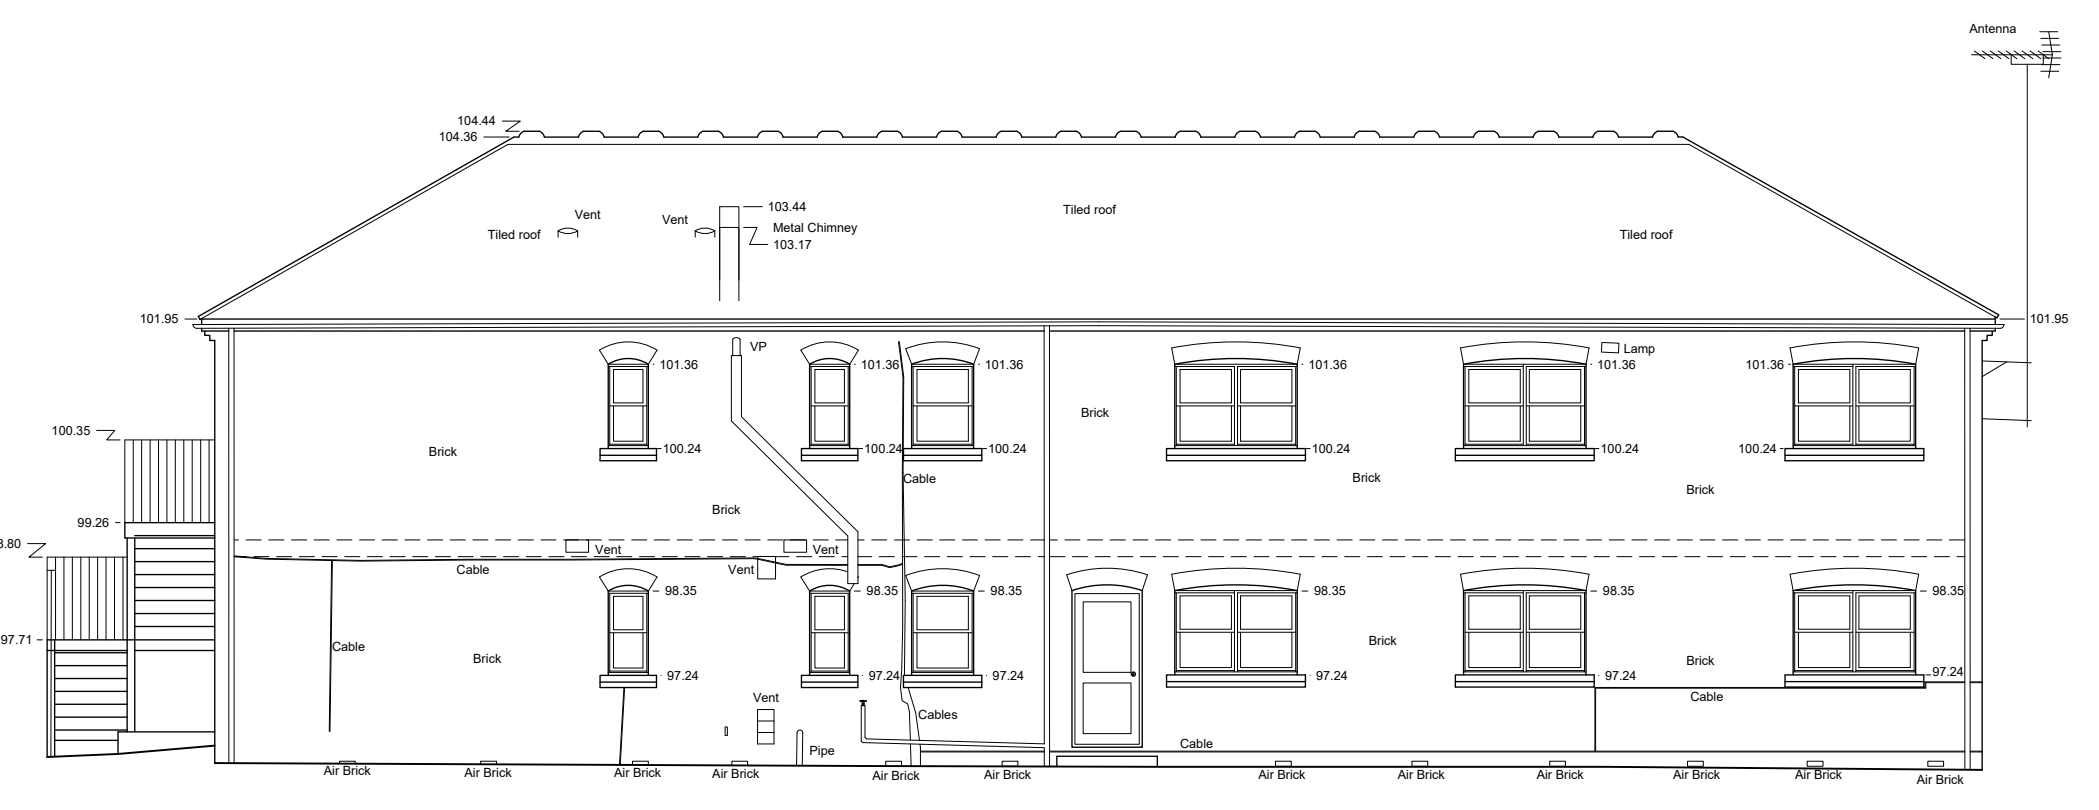 Antenna
104.44
104.36
103.44
Metal Chimney
103.17
Vent
Vent
Tiled roof
Tiled roof
Tiled roof
101.95
101.95
VP
Lamp
101.36
101.36
101.36
101.36
101.36
101.36
Brick
100.35
Brick
100.24
100.24
100.24
100.24
100.24
100.24
Cable
Brick
Brick
Brick
99.26
3.80
Vent
Vent
Vent
Cable
98.35
98.35
98.35
98.35
98.35
98.35
97.71
Cable
Brick
Brick
Brick
97.24
97.24
97.24
97.24
97.24
97.24
Vent
Cable
Cables
Cable
Pipe
Air Brick
Air Brick
Air Brick
Air Brick
Air Brick
Air Brick
Air Brick
Air Brick
Air Brick
Air Brick
Air Brick
Air Brick